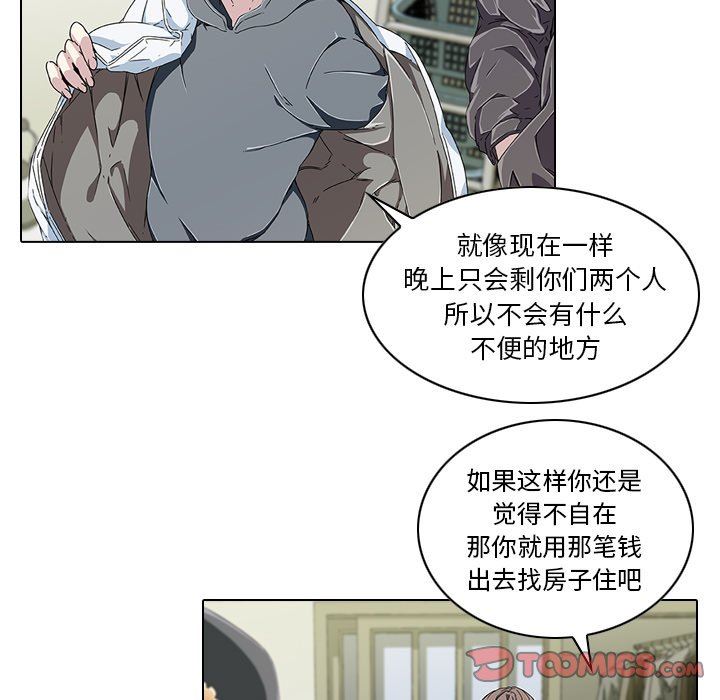 就像现在一样
晚上只会剩你们两个人
所以不会有什么
不便的地方
如果这样你还是
觉得不自在
那你就用那笔钱
出去找房子住吧
TOOMICS.COM